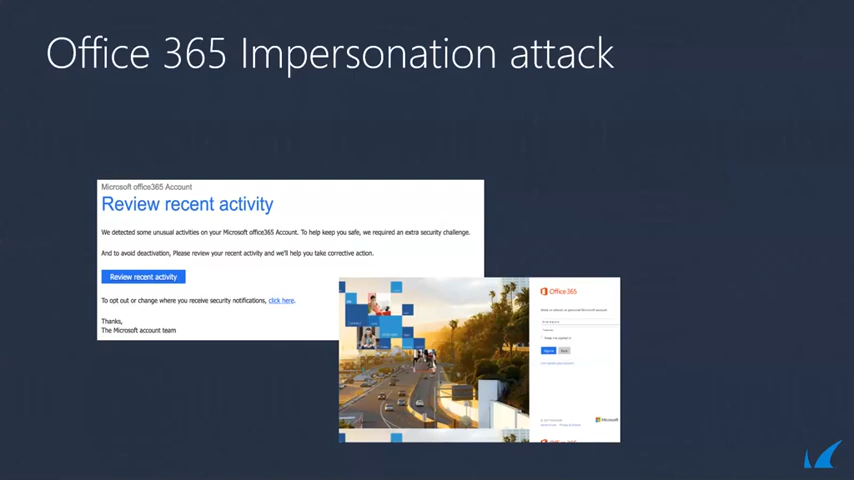 Office 365 Impersonation attack
Microsoft office365 Account
Review recent activity
We detected some unusual activities on your Microsoft office365 Account. To help keep you safe, we required an extra security challenge.
And to avoid deactivation, Please review your recent activity and we'll help you take corrective action.
Review recent activity
To opt out or change where you receive security notifications, click here.
Thanks,
The Microsoft account team
Office 365
Microsoft
Office 365